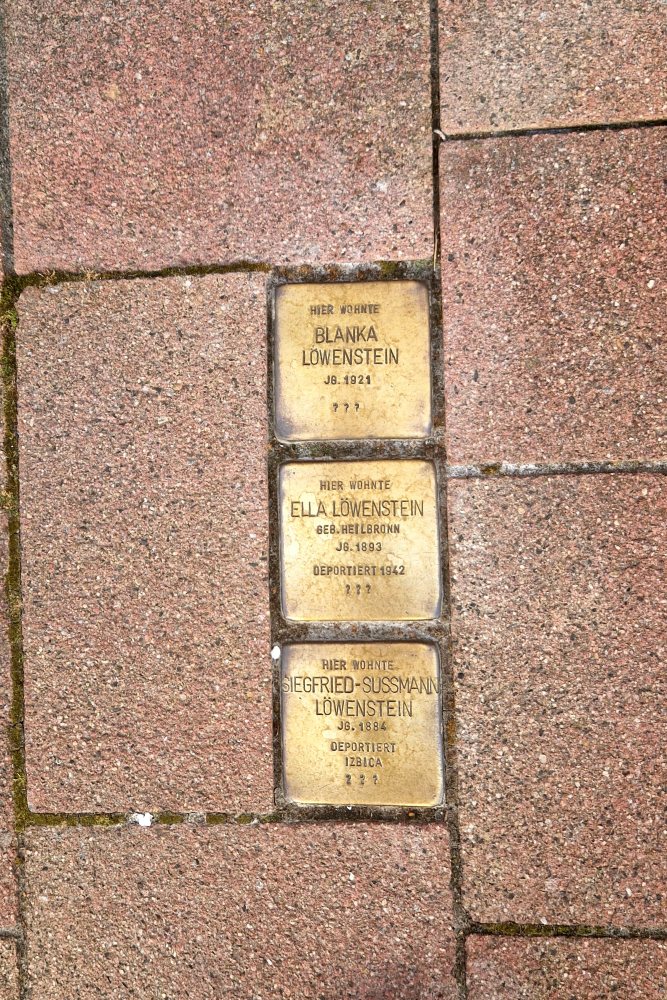 HIER WOHNTE
BLANKA
LÖWENSTEIN
JG. 1921
? ? ?
HIER WOHNTE
ELLA LÖWENSTEIN
GEB. HEILBRONN
JG. 1893
DEPORTIERT 1942
? ? ?
HIER WOHNTE
SIEGFRIED-SUSSMANN
LÖWENSTEIN
JG. 1884
DEPORTIERT
IZBICA
? ? ?